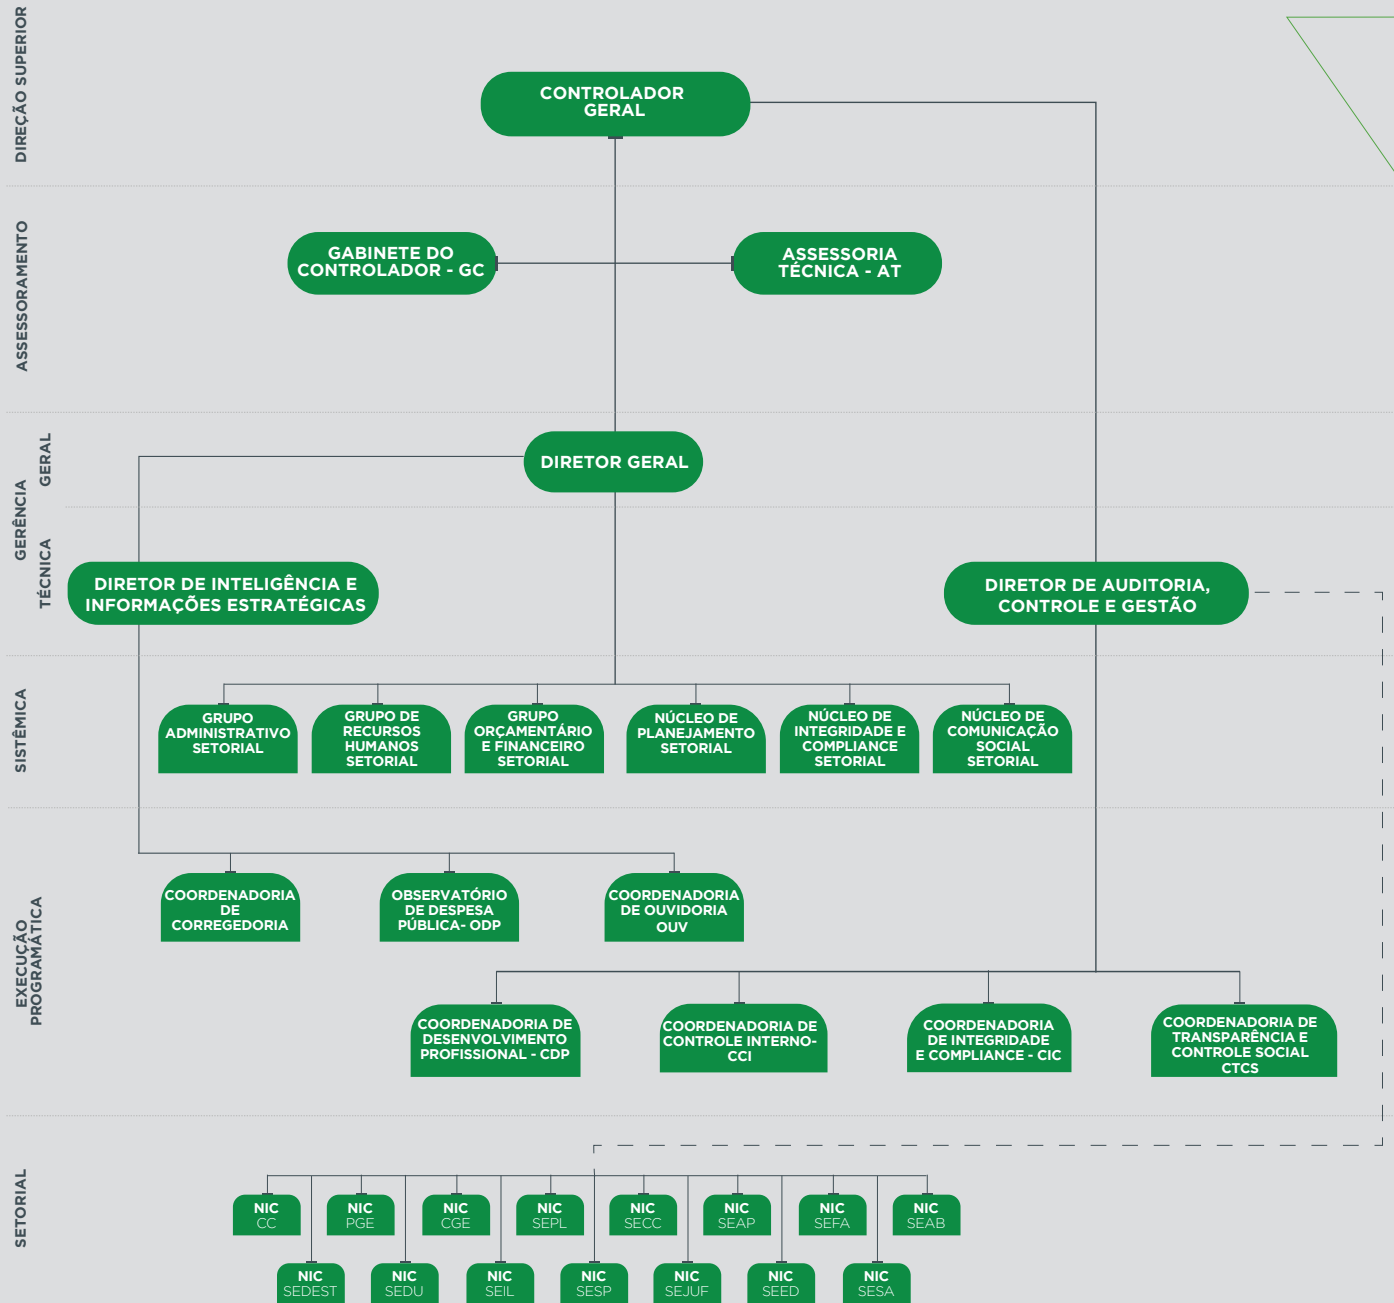 DIREÇÃO SUPERIOR
CONTROLADOR
GERAL
ASSESSORAMENTO
GABINETE DO
CONTROLADOR - GC
ASSESSORIA
TÉCNICA - AT
GERÊNCIA
GERAL
DIRETOR GERAL
TÉCNICA
DIRETOR DE INTELIGÊNCIA E
INFORMAÇÕES ESTRATÉGICAS
DIRETOR DE AUDITORIA,
CONTROLE E GESTÃO
SISTÊMICA
GRUPO
ADMINISTRATIVO
SETORIAL
GRUPO DE
RECURSOS
HUMANOS
SETORIAL
GRUPO
ORÇAMENTÁRIO
E FINANCEIRO
SETORIAL
NÚCLEO DE
PLANEJAMENTO
SETORIAL
NÚCLEO DE
INTEGRIDADE E
COMPLIANCE
SETORIAL
NÚCLEO DE
COMUNICAÇÃO
SOCIAL
SETORIAL
EXECUÇÃO
PROGRAMÁTICA
COORDENADORIA
DE
CORREGEDORIA
OBSERVATÓRIO
DE DESPESA
PÚBLICA- ODP
COORDENADORIA
DE OUVIDORIA
OUV
COORDENADORIA DE
DESENVOLVIMENTO
PROFISSIONAL - CDP
COORDENADORIA DE
CONTROLE INTERNO-
CCI
COORDENADORIA
DE INTEGRIDADE
E COMPLIANCE - CIC
COORDENADORIA DE
TRANSPARÊNCIA E
CONTROLE SOCIAL
CTCS
SETORIAL
NIC
CC
NIC
PGE
NIC
CGE
NIC
SEPL
NIC
SECC
NIC
SEAP
NIC
SEFA
NIC
SEAB
NIC
SEDEST
NIC
SEDU
NIC
SEIL
NIC
SESP
NIC
SEJUF
NIC
SEED
NIC
SESA